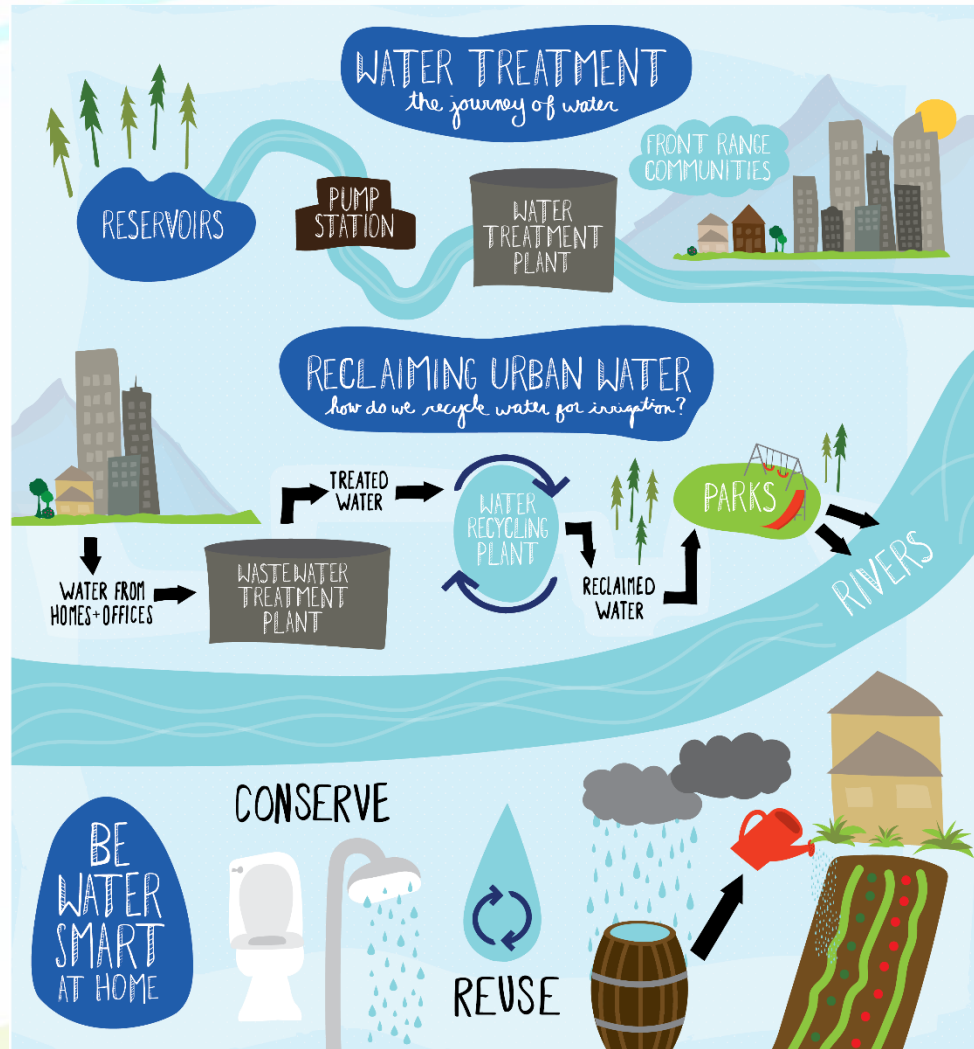 WATER TREATMENT
the journey of water
FRONT RANGE
COMMUNITIES
RESERVOIRS
PUMP
STATION
WATER
TREATMENT
PLANT
RECLAIMING URBAN WATER
how do we recycle water for irrigation?
TREATED
WATER
WATER
RECYCLING
PLANT
PARKS
WATER FROM
HOMES+OFFICES
WASTEWATER
TREATMENT
PLANT
RECLAIMED
WATER
RIVERS
BE
WATER
SMART
AT HOME
CONSERVE
REUSE